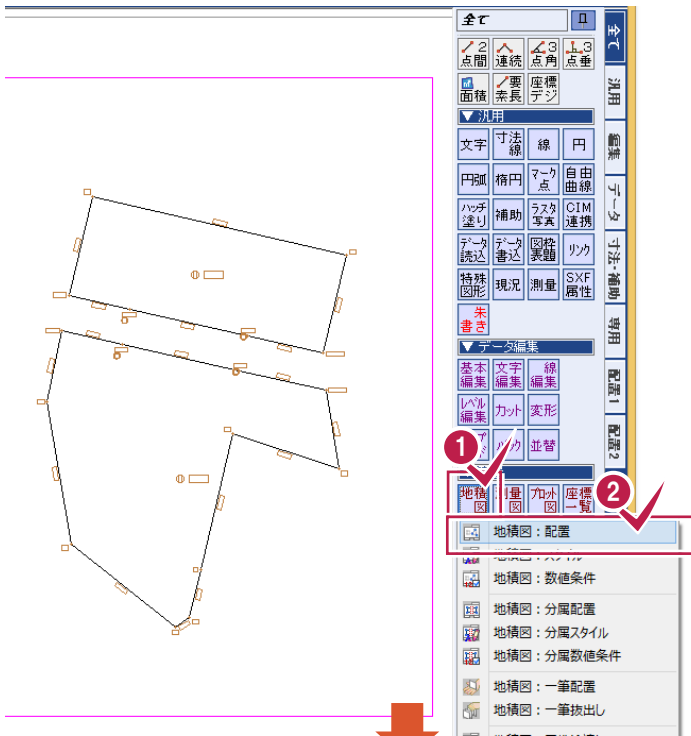 全て
2点間 連続 3点角 3点垂
面積 要素長 座標デジ
▼ 汎用
文字 寸法線 線 円
円弧 楕円 マーク点 自由曲線
ハッチ塗り 補助 ラスタ写真 CIM連携
データ読込 データ書込 図枠表題 リンク
特殊図形 現況 測量 SXF属性
朱書き
▼ データ編集
基本編集 文字編集 線編集
レベル編集 カット 変形
並替
地積図 測量図 プロット図 座標一覧
1
2
地積図：配置
地積図：数値条件
地積図：分属配置
地積図：分属スタイル
地積図：分属数値条件
地積図：一筆配置
地積図：一筆抜出し
全て
汎用
編集
データ
寸法・補助
専用
配置1
配置2